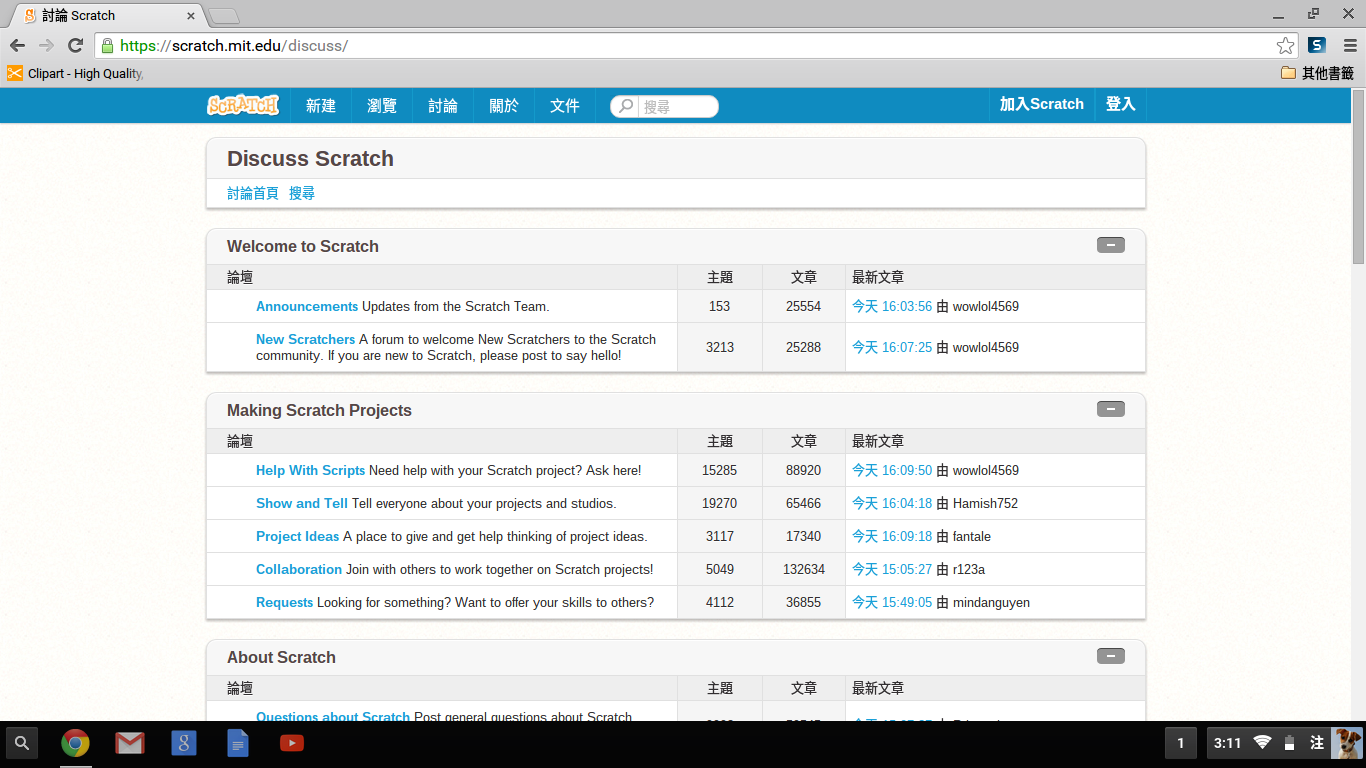 討論 Scratch
https://scratch.mit.edu/discuss/
Clipart - High Quality,
其他書籤
SCRATCH 新建 瀏覽 討論 關於 文件 搜尋 加入Scratch 登入
Discuss Scratch
討論首頁 搜尋
Welcome to Scratch
論壇 主題 文章 最新文章
Announcements Updates from the Scratch Team. 153 25554 今天 16:03:56 由 wowlol4569
New Scratchers A forum to welcome New Scratchers to the Scratch
community. If you are new to Scratch, please post to say hello! 3213 25288 今天 16:07:25 由 wowlol4569
Making Scratch Projects
論壇 主題 文章 最新文章
Help With Scripts Need help with your Scratch project? Ask here! 15285 88920 今天 16:09:50 由 wowlol4569
Show and Tell Tell everyone about your projects and studios. 19270 65466 今天 16:04:18 由 Hamish752
Project Ideas A place to give and get help thinking of project ideas. 3117 17340 今天 16:09:18 由 fantale
Collaboration Join with others to work together on Scratch projects! 5049 132634 今天 15:05:27 由 r123a
Requests Looking for something? Want to offer your skills to others? 4112 36855 今天 15:49:05 由 mindanguyen
About Scratch
論壇 主題 文章 最新文章
Questions about Scratch Post general questions about Scratch
1 3:11 注